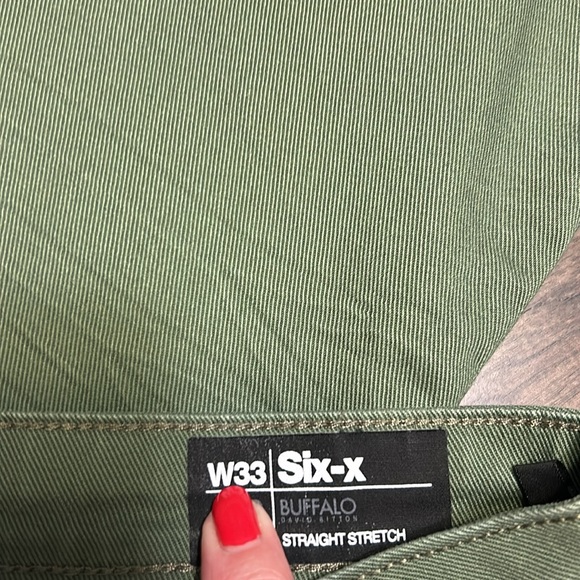 W33 Six-x
BUFFALO
DAVID BITTON
STRAIGHT STRETCH